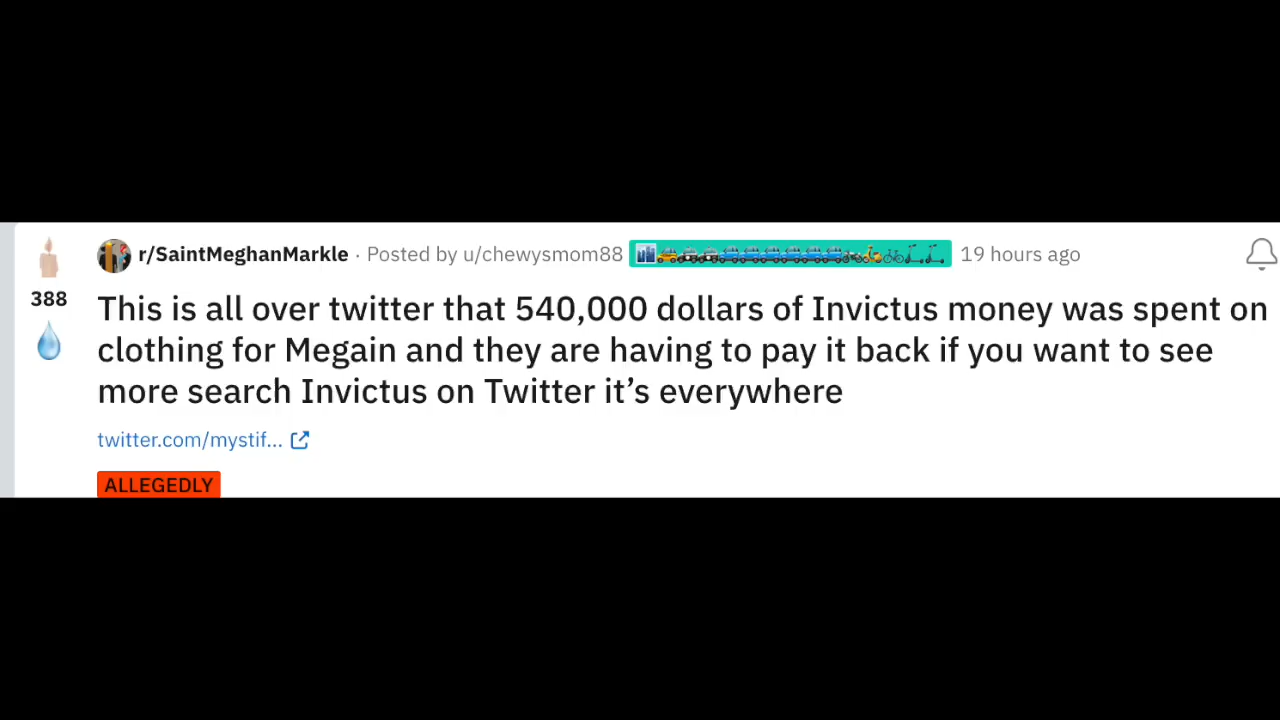 r/SaintMeghanMarkle · Posted by u/chewysmom88 19 hours ago
388
This is all over twitter that 540,000 dollars of Invictus money was spent on
clothing for Megain and they are having to pay it back if you want to see
more search Invictus on Twitter it’s everywhere
twitter.com/mystif...
ALLEGEDLY